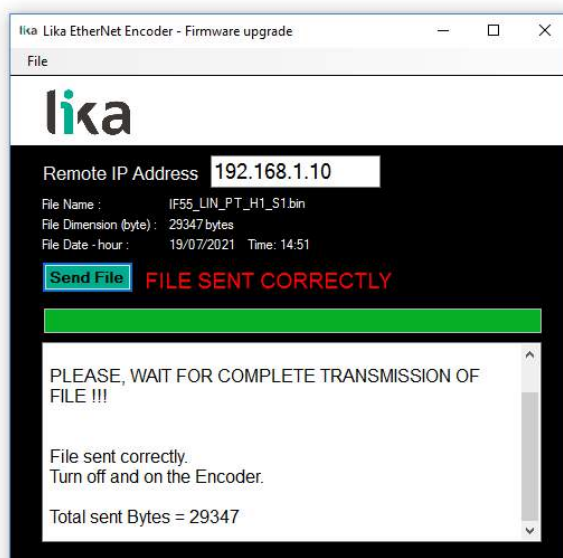 lika Lika EtherNet Encoder - Firmware upgrade
File
lika
Remote IP Address 192.168.1.10
File Name : IF55_LIN_PT_H1_S1.bin
File Dimension (byte) : 29347 bytes
File Date - hour : 19/07/2021 Time: 14:51
Send File FILE SENT CORRECTLY
PLEASE, WAIT FOR COMPLETE TRANSMISSION OF
FILE !!!
File sent correctly.
Turn off and on the Encoder.
Total sent Bytes = 29347